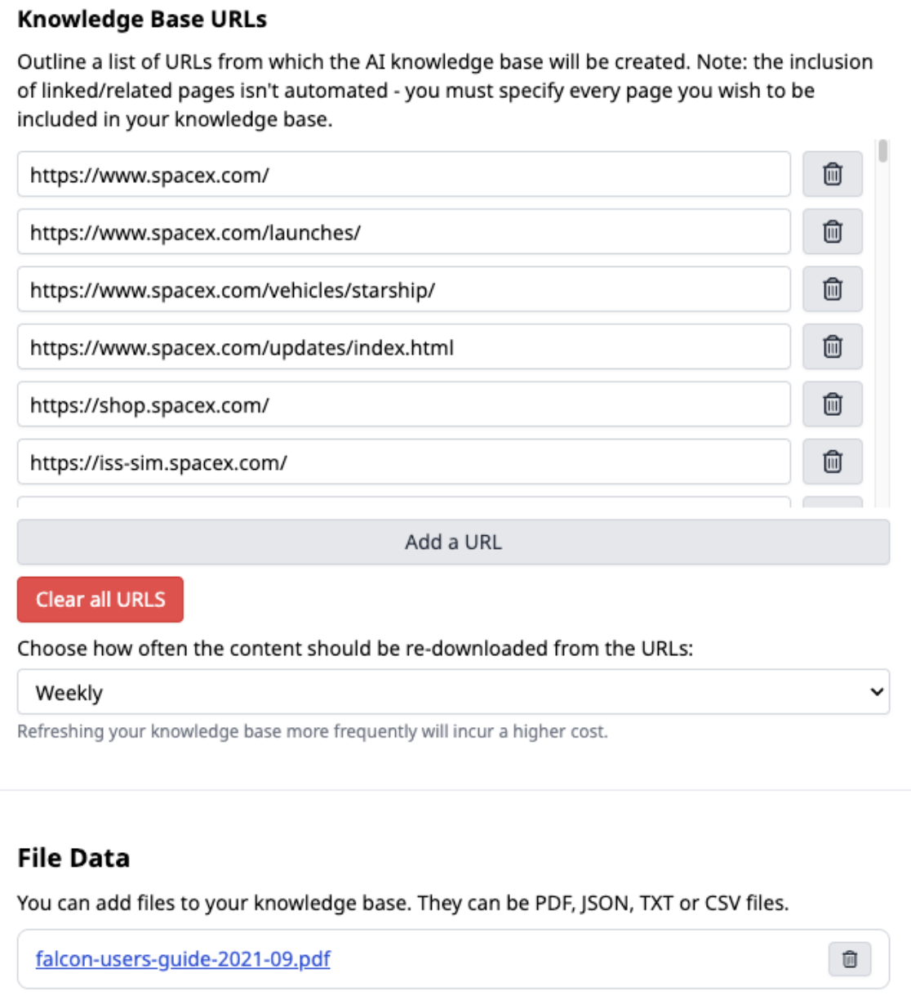 Knowledge Base URLs
Outline a list of URLs from which the AI knowledge base will be created. Note: the inclusion
of linked/related pages isn't automated - you must specify every page you wish to be
included in your knowledge base.
https://www.spacex.com/
https://www.spacex.com/launches/
https://www.spacex.com/vehicles/starship/
https://www.spacex.com/updates/index.html
https://shop.spacex.com/
https://iss-sim.spacex.com/
Add a URL
Clear all URLS
Choose how often the content should be re-downloaded from the URLs:
Weekly
Refreshing your knowledge base more frequently will incur a higher cost.
File Data
You can add files to your knowledge base. They can be PDF, JSON, TXT or CSV files.
falcon-users-guide-2021-09.pdf